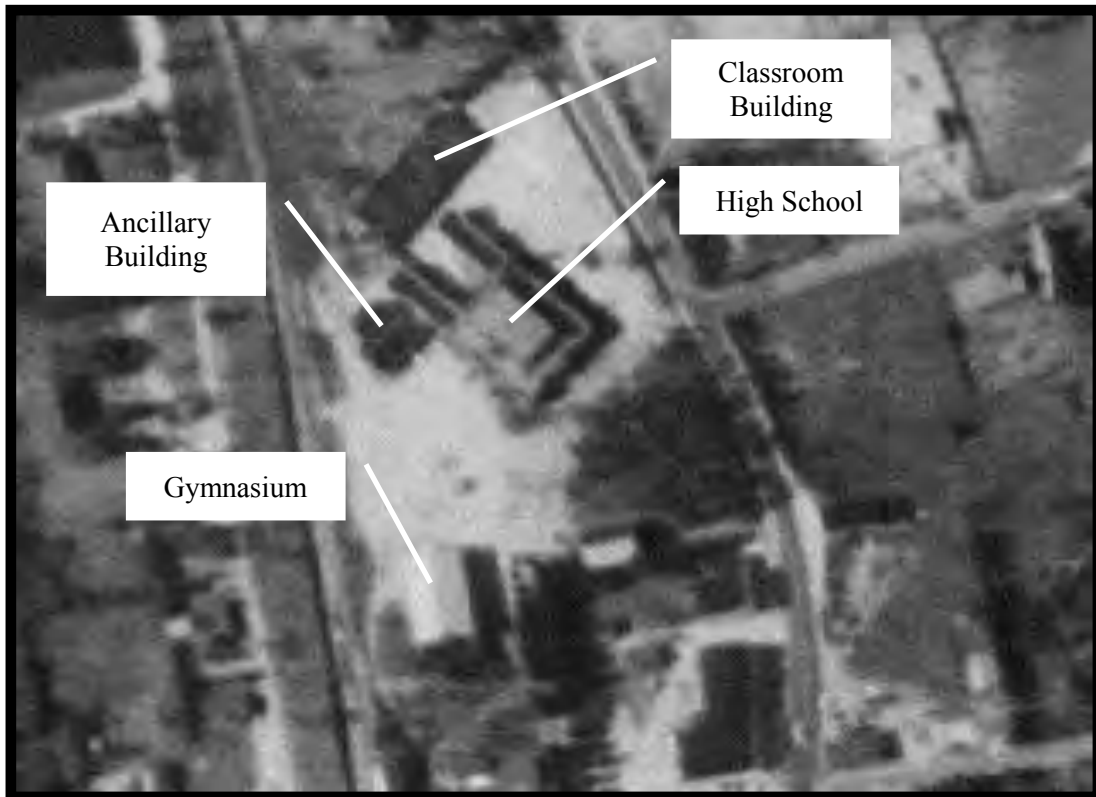 Classroom
Building
High School
Ancillary
Building
Gymnasium